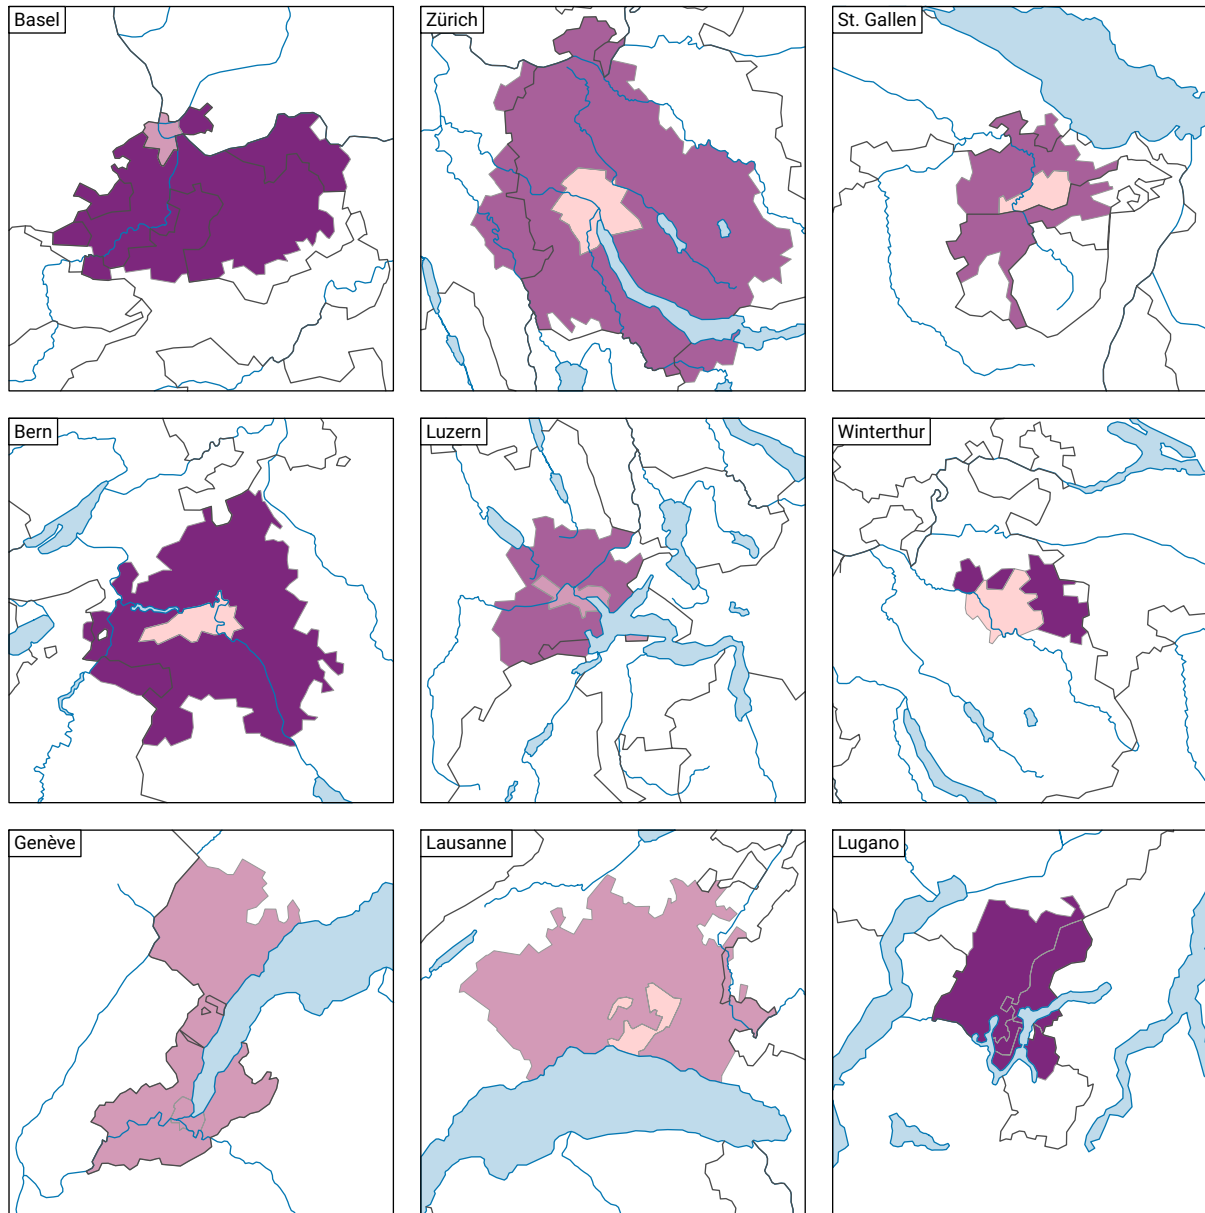 Basel
Zürich
St. Gallen
Bern
Luzern
Winterthur
Genève
Lausanne
Lugano